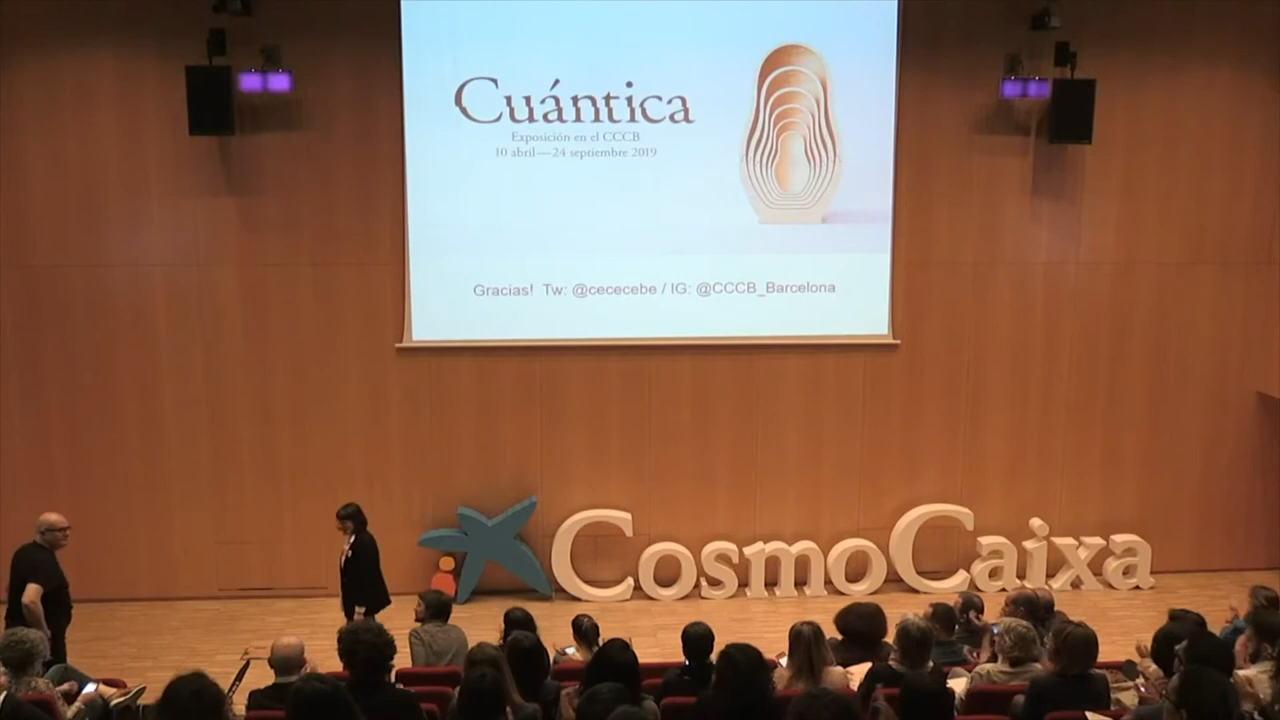 Cuántica
Exposición en el CCCB
10 abril—24 septiembre 2019
Gracias! Tw: @cececebe / IG: @CCCB_Barcelona
CosmoCaixa